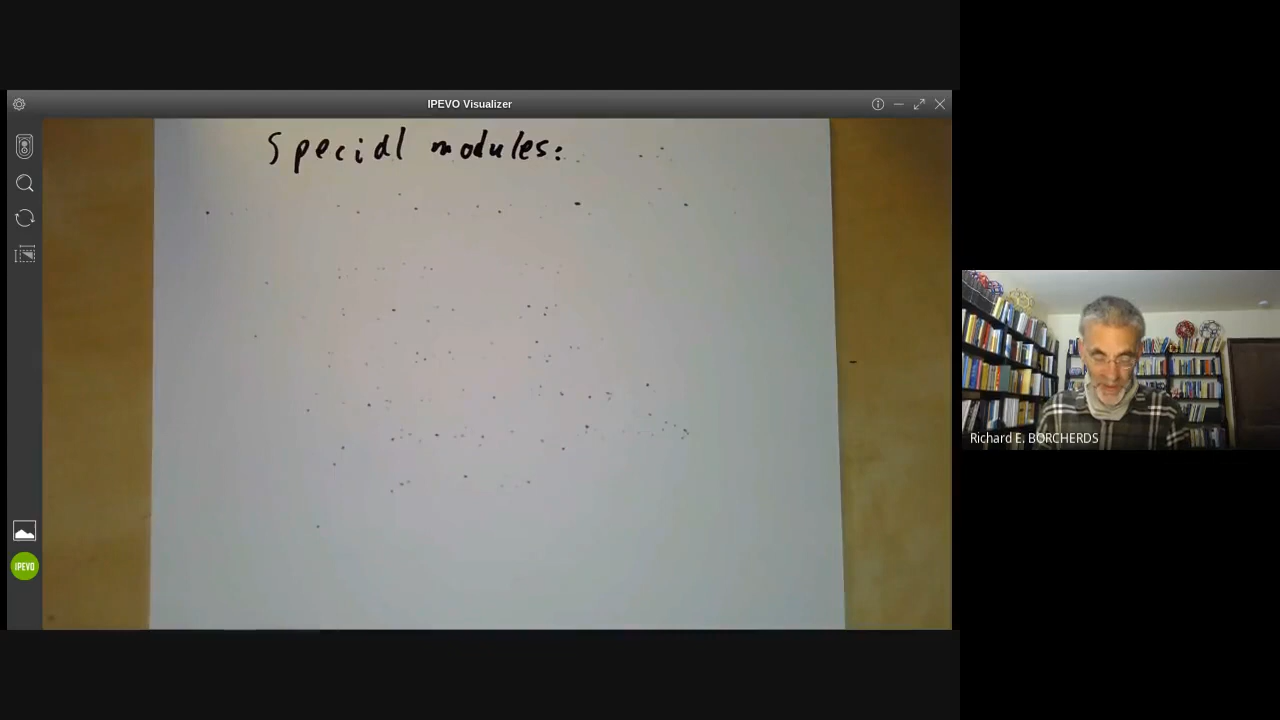 IPEVO Visualizer
Special modules:
Richard E. BORCHERDS
IPEVO